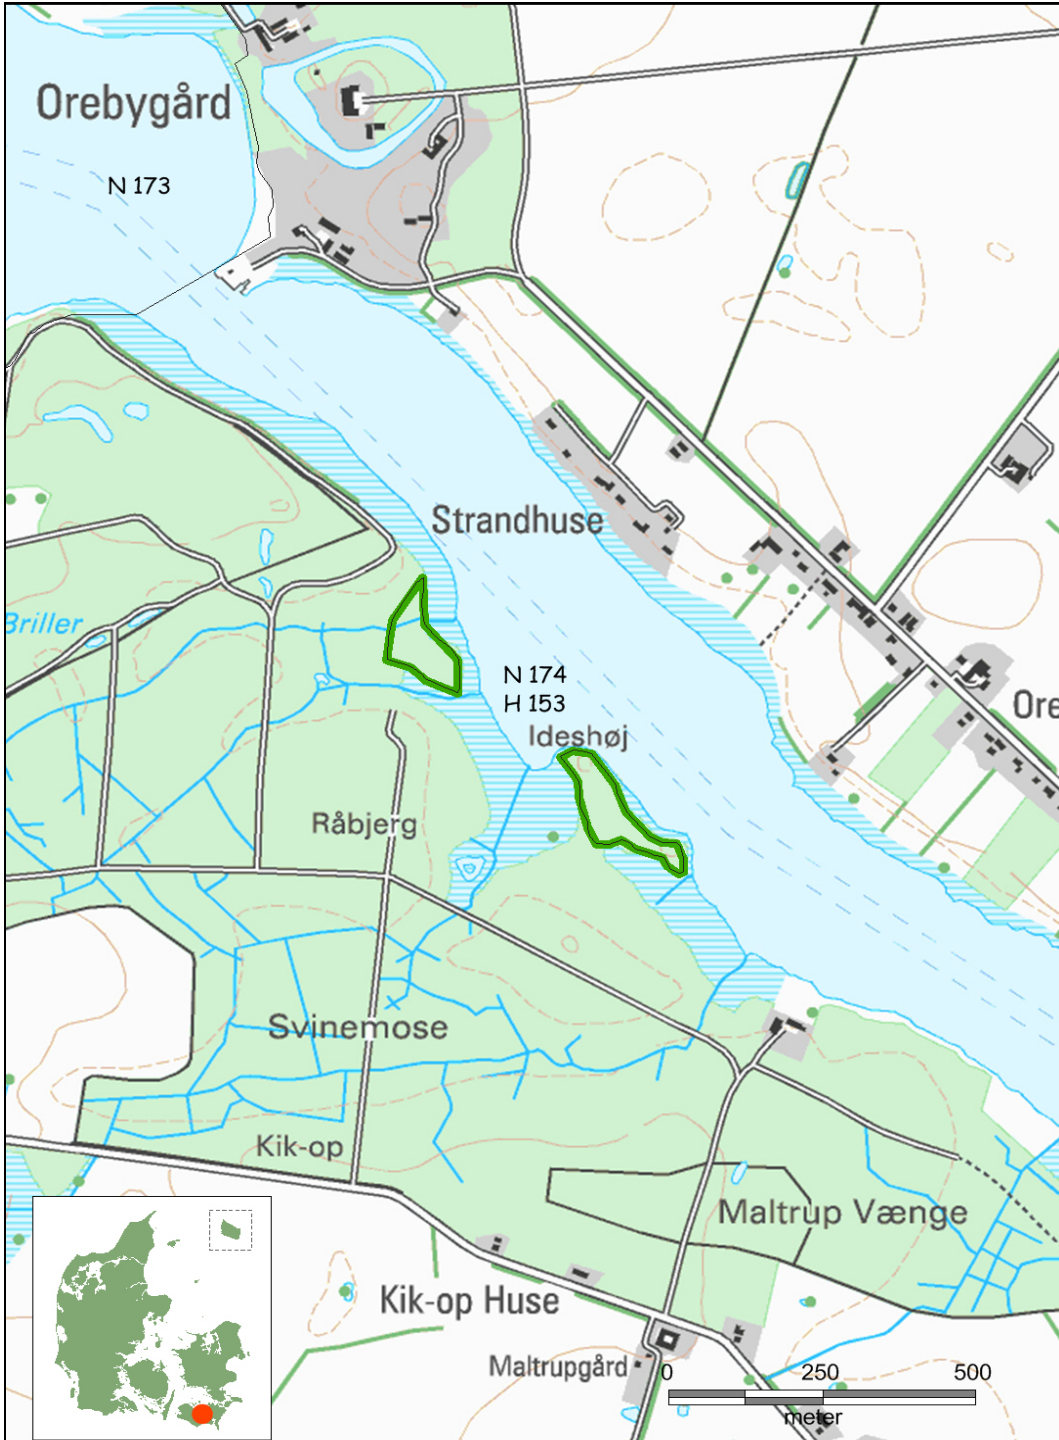 Orebygård
N 173
Strandhuse
Briller
N 174
H 153
Ore
Ideshøj
Råbjerg
Svinemose
Kik-op
Maltrup Vænge
Kik-op Huse
Maltrupgård
0 250 500
meter